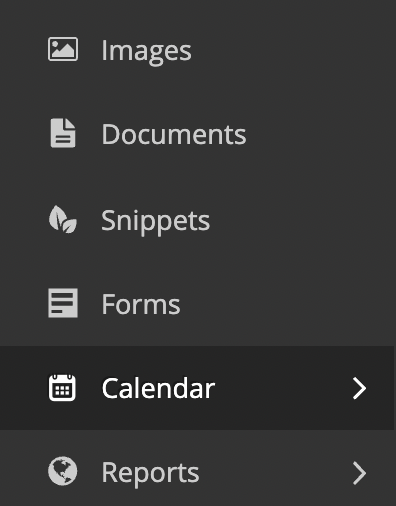 Images
Documents
Snippets
Forms
Calendar
Reports